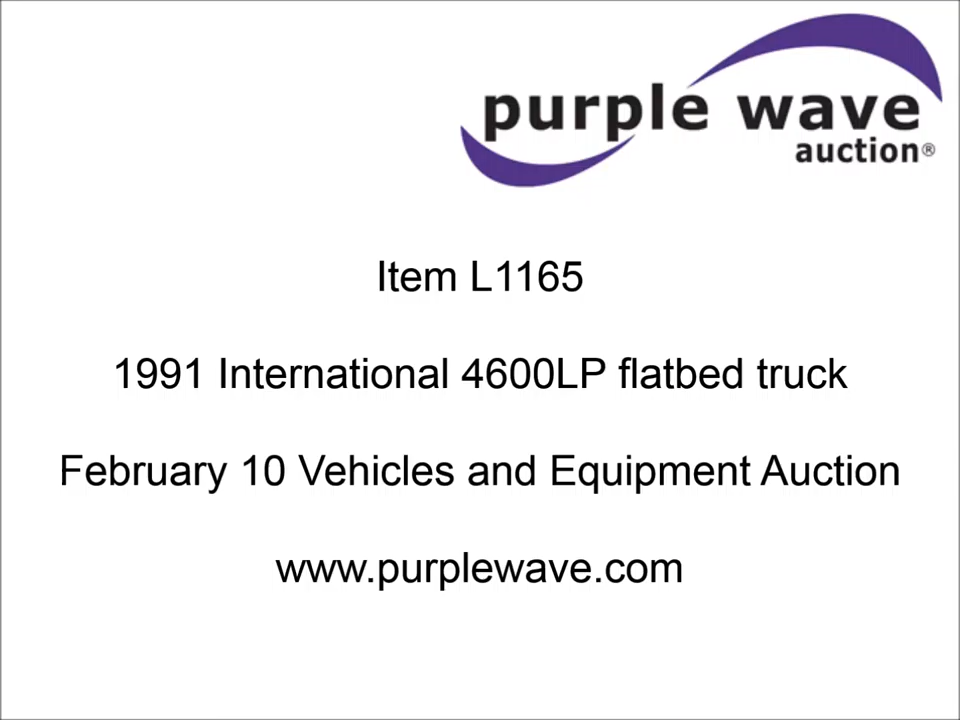 purple wave
auction®
Item L1165
1991 International 4600LP flatbed truck
February 10 Vehicles and Equipment Auction
www.purplewave.com